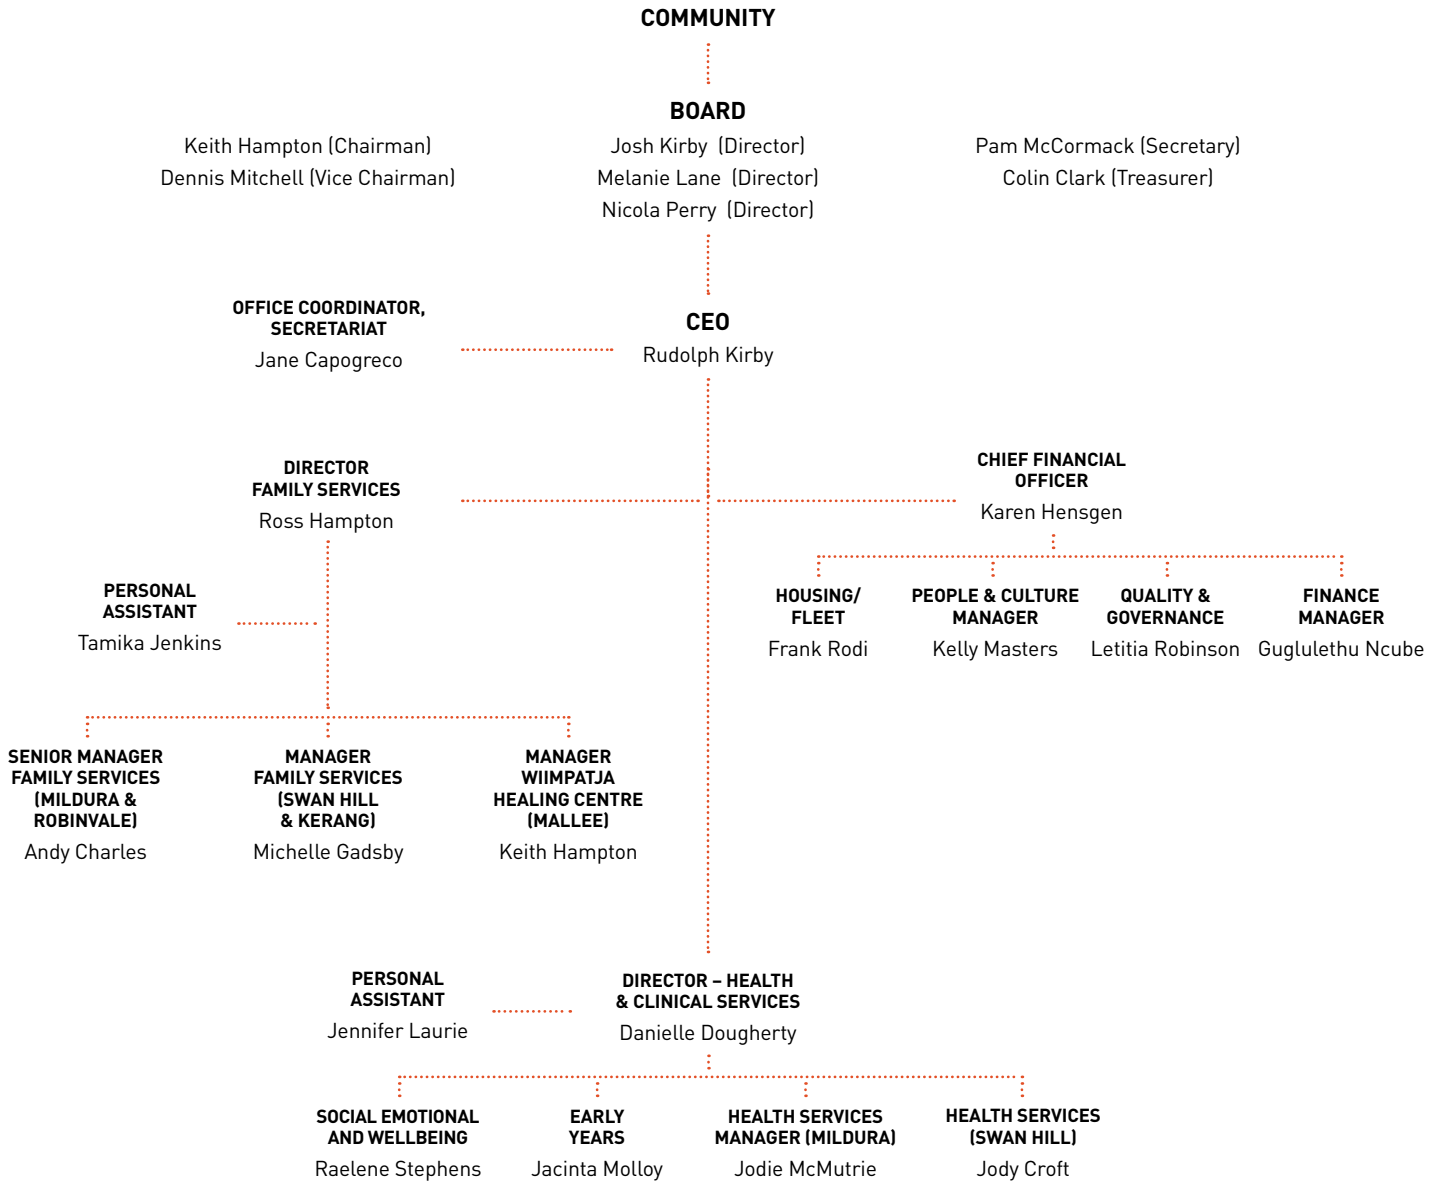 COMMUNITY
BOARD
Keith Hampton (Chairman)
Dennis Mitchell (Vice Chairman)
Josh Kirby (Director)
Melanie Lane (Director)
Nicola Perry (Director)
Pam McCormack (Secretary)
Colin Clark (Treasurer)
OFFICE COORDINATOR,
SECRETARIAT
Jane Capogreco
CEO
Rudolph Kirby
DIRECTOR
FAMILY SERVICES
Ross Hampton
CHIEF FINANCIAL
OFFICER
Karen Hensgen
PERSONAL
ASSISTANT
Tamika Jenkins
HOUSING/
FLEET
Frank Rodi
PEOPLE & CULTURE
MANAGER
Kelly Masters
QUALITY &
GOVERNANCE
Letitia Robinson
FINANCE
MANAGER
Guglulethu Ncube
SENIOR MANAGER
FAMILY SERVICES
(MILDURA &
ROBINVALE)
Andy Charles
MANAGER
FAMILY SERVICES
(SWAN HILL
& KERANG)
Michelle Gadsby
MANAGER
WIIMPATJA
HEALING CENTRE
(MALLEE)
Keith Hampton
PERSONAL
ASSISTANT
Jennifer Laurie
DIRECTOR – HEALTH
& CLINICAL SERVICES
Danielle Dougherty
SOCIAL EMOTIONAL
AND WELLBEING
Raelene Stephens
EARLY
YEARS
Jacinta Molloy
HEALTH SERVICES
MANAGER (MILDURA)
Jodie McMutrie
HEALTH SERVICES
(SWAN HILL)
Jody Croft